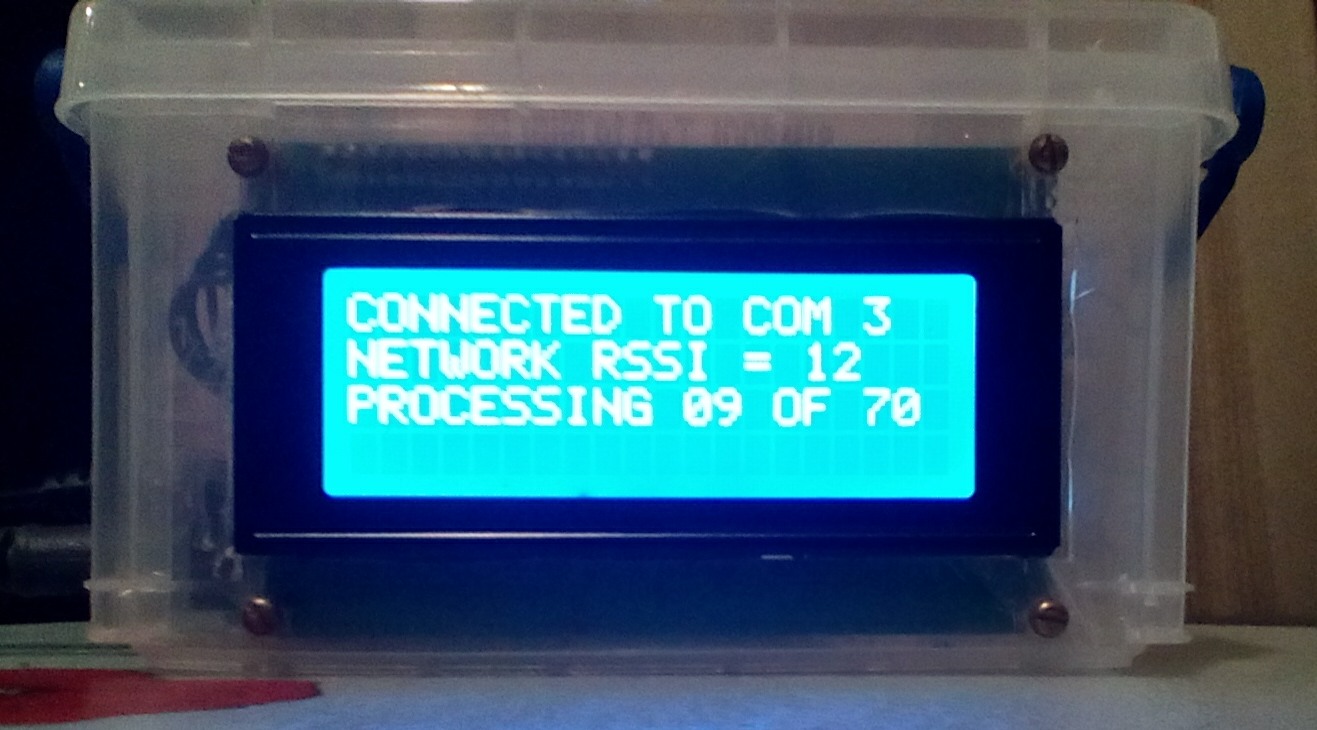 CONNECTED TO COM 3
NETWORK RSSI = 12
PROCESSING 09 OF 70